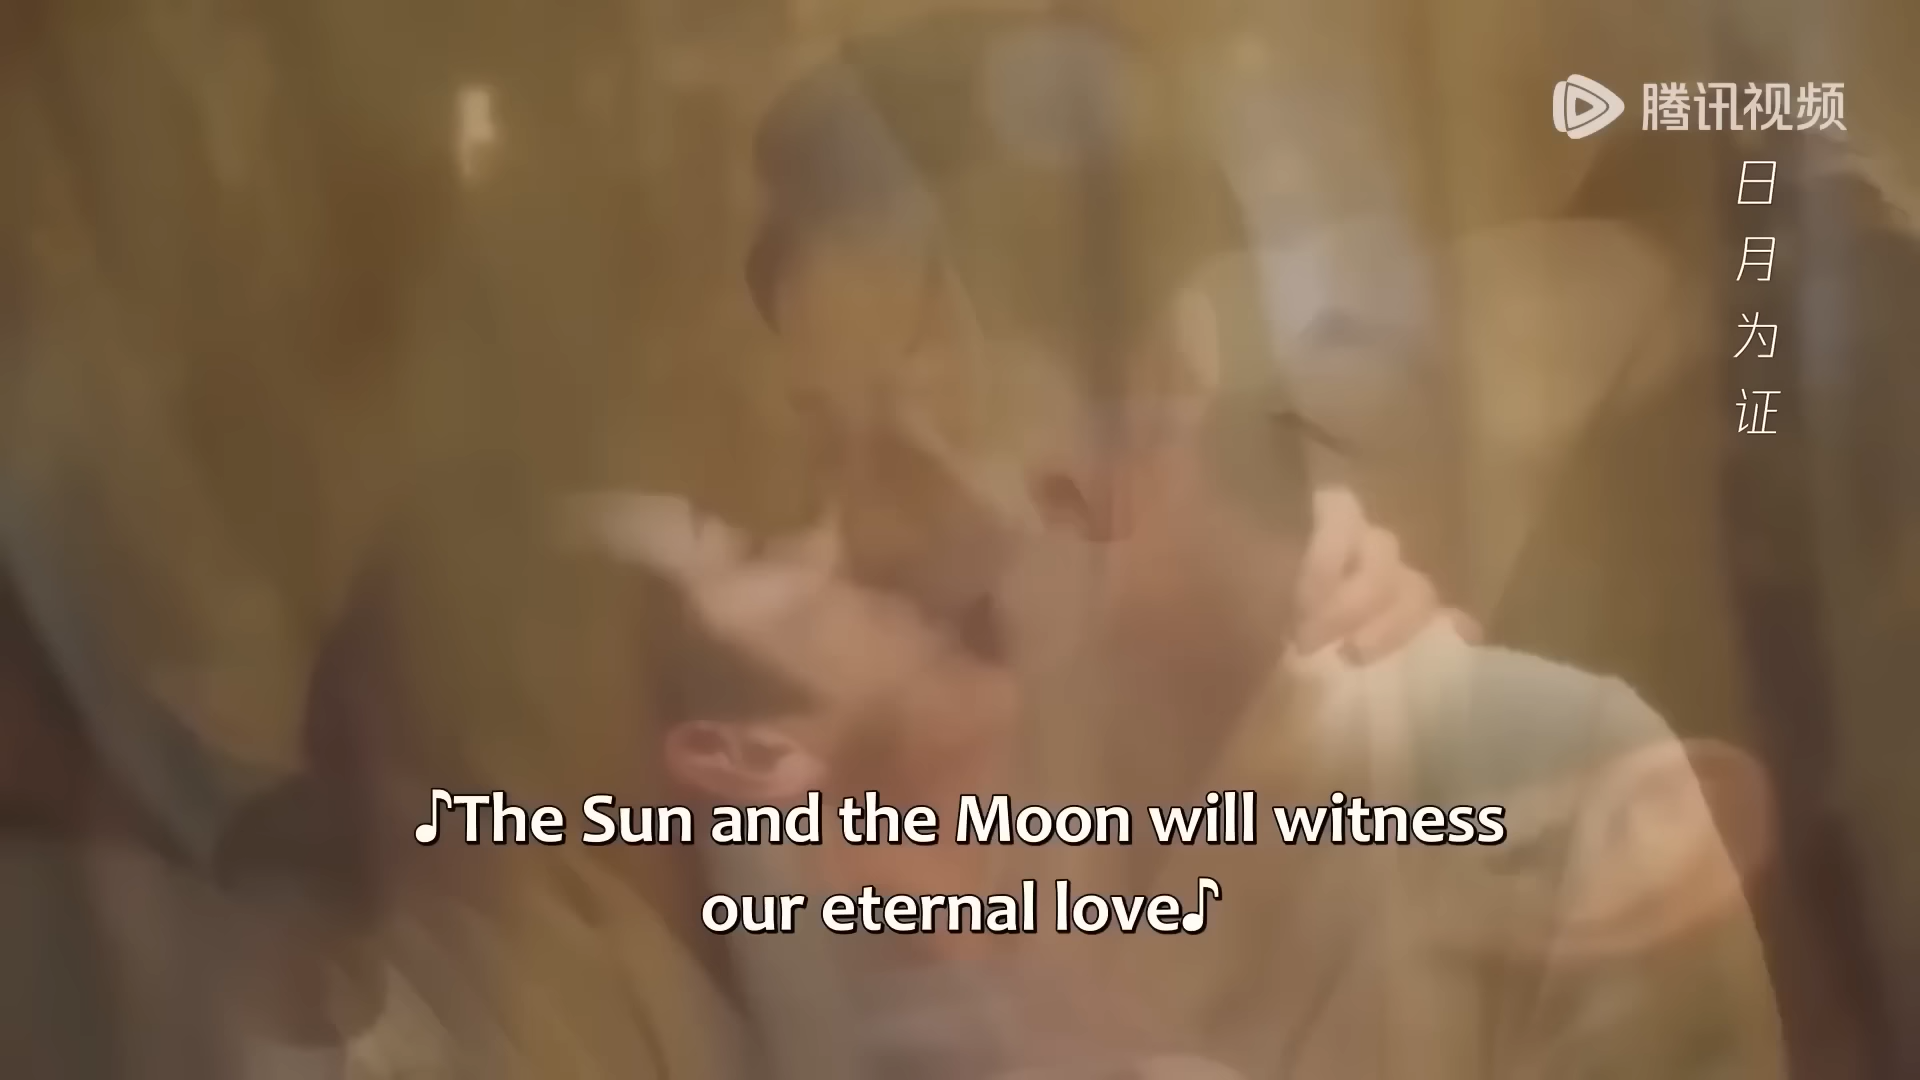 腾讯视频
日月为证
♪The Sun and the Moon will witness
our eternal love♪